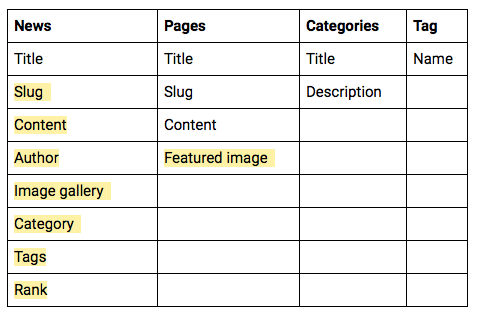 News Pages Categories Tag
Title Title Title Name
Slug Slug Description
Content Content
Author Featured image
Image gallery
Category
Tags
Rank